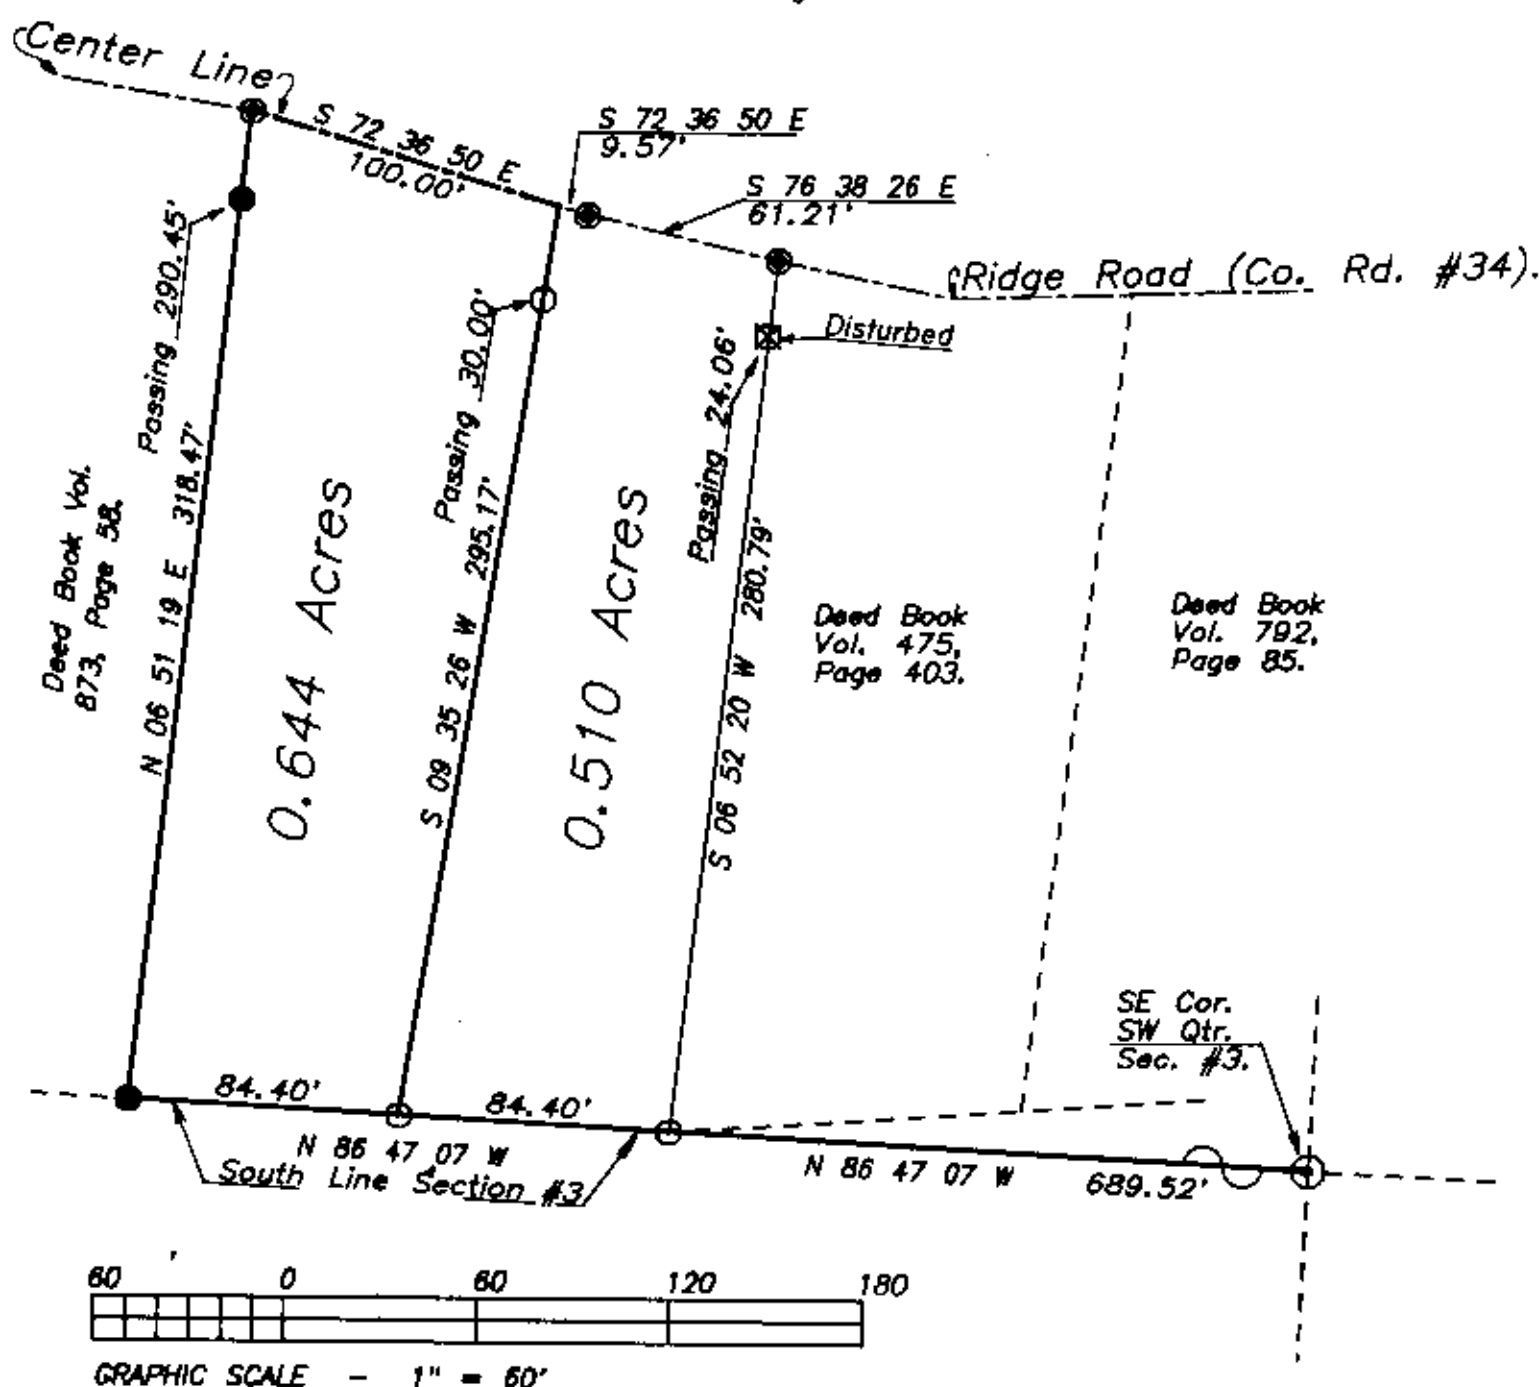 Center Line
S 72 36 50 E
100.00'
S 72 36 50 E
9.57'
S 76 38 26 E
61.21'
Ridge Road (Co. Rd. #34).
Disturbed
Passing 290.45'
Passing 30.00'
Passing 24.06'
Deed Book Vol.
873, Page 58.
N 06 51 19 E 318.47'
0.644 Acres
S 09 35 26 W 295.17'
0.510 Acres
S 06 52 20 W 280.79'
Deed Book
Vol. 475,
Page 403.
Deed Book
Vol. 792,
Page 85.
SE Cor.
SW Qtr.
Sec. #3.
84.40'
84.40'
N 86 47 07 W
South Line Section #3
N 86 47 07 W
689.52'
60 0 60 120 180
GRAPHIC SCALE - 1" = 60'